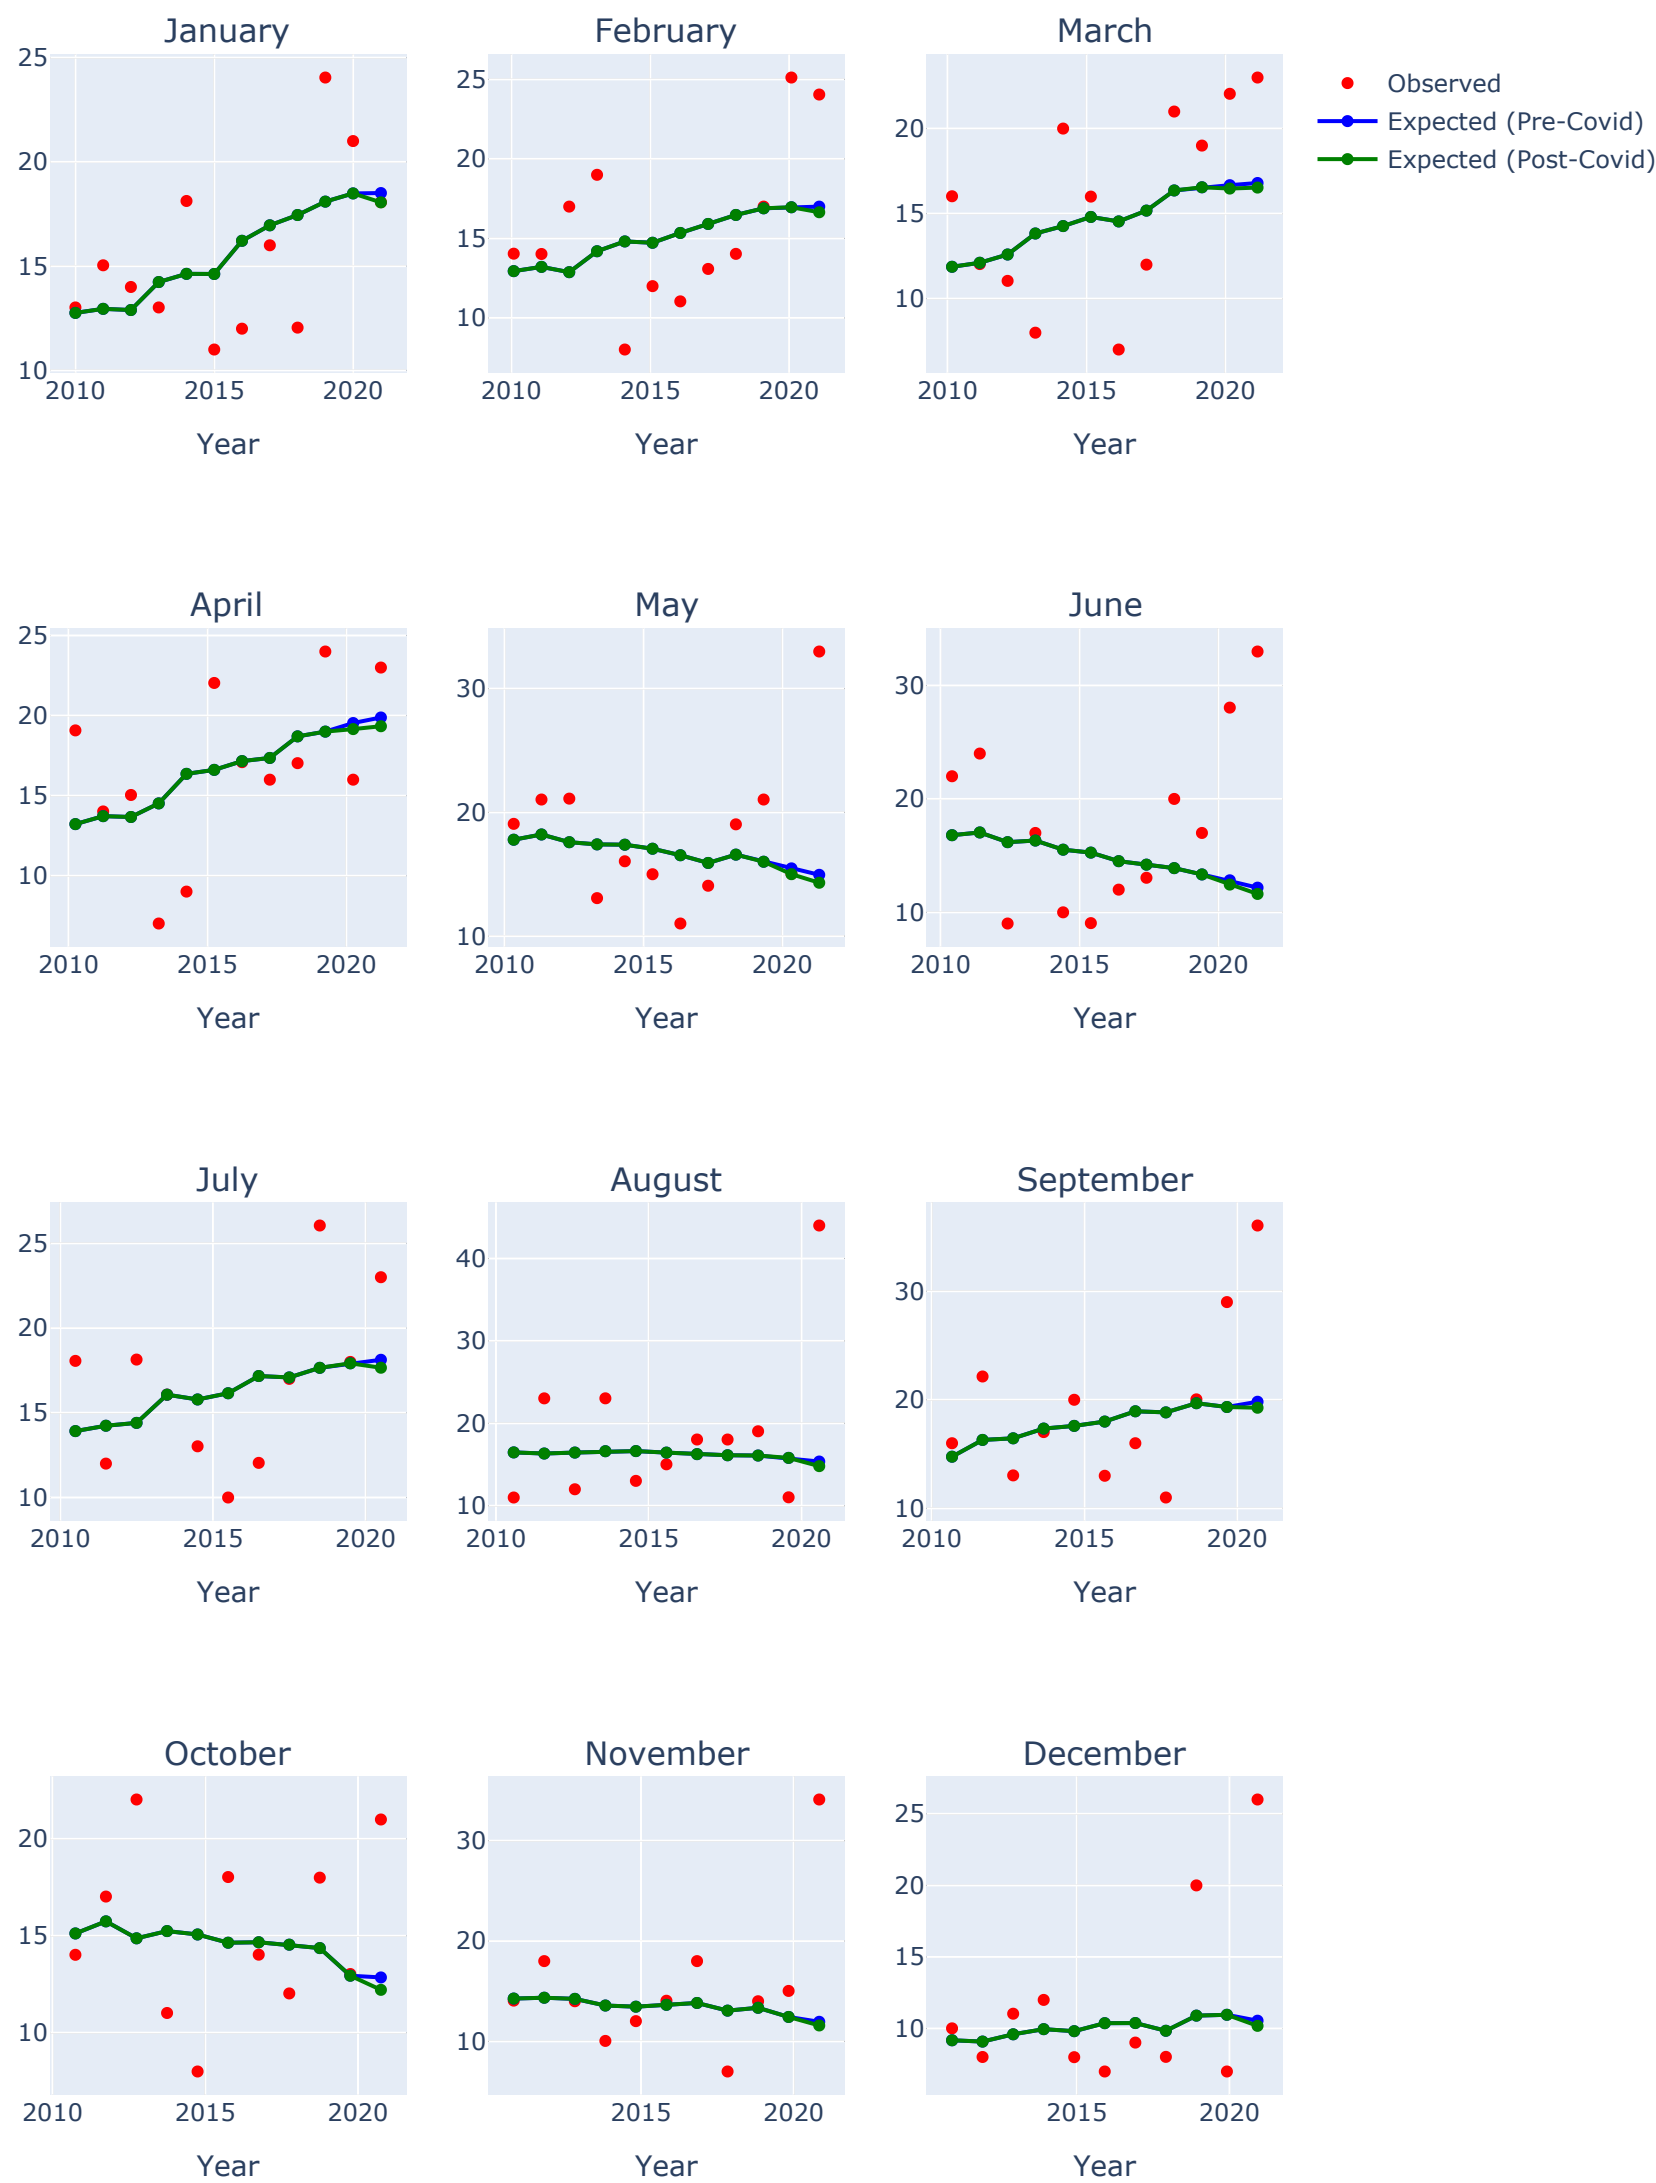 January February March
25
20
15
10
2010 2015 2020
Year
25
20
15
10
2010 2015 2020
Year
20
15
10
2010 2015 2020
Year
Observed
Expected (Pre-Covid)
Expected (Post-Covid)
April May June
25
20
15
10
2010 2015 2020
Year
30
20
10
2010 2015 2020
Year
30
20
10
2010 2015 2020
Year
July August September
25
20
15
10
2010 2015 2020
Year
40
30
20
10
2010 2015 2020
Year
30
20
10
2010 2015 2020
Year
October November December
20
15
10
2010 2015 2020
Year
30
20
10
2015 2020
Year
25
20
15
10
2015 2020
Year